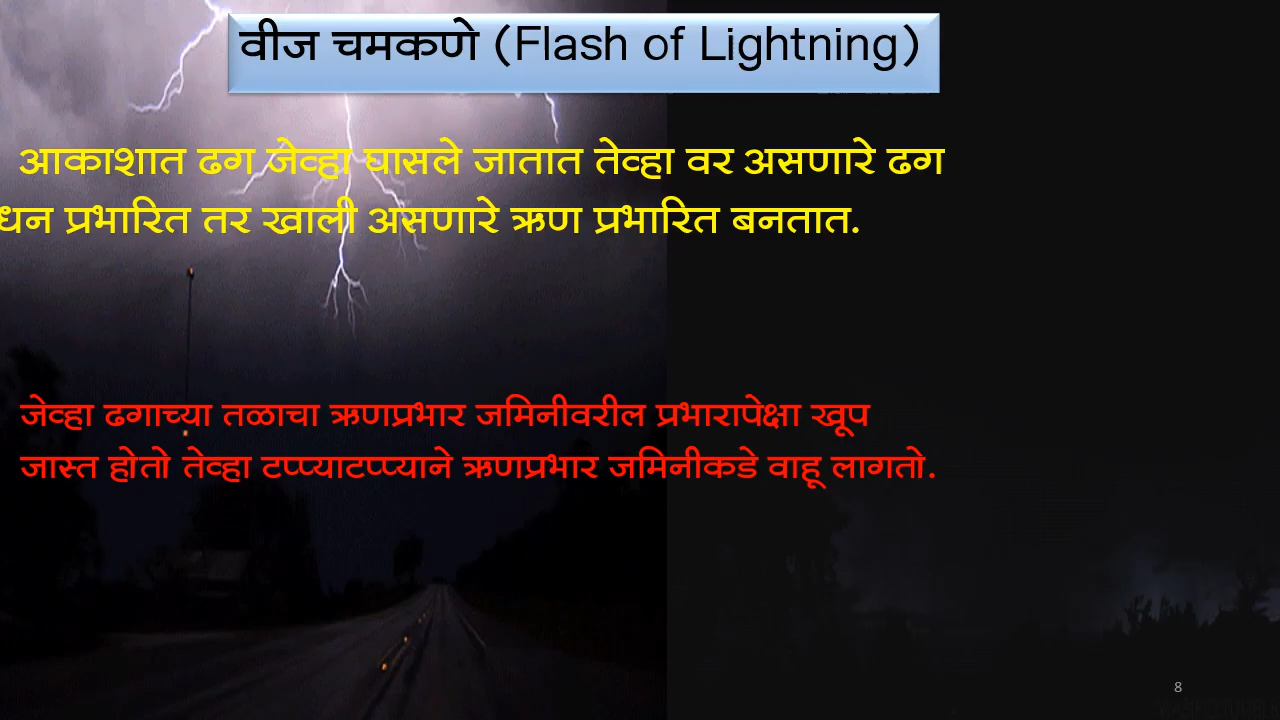 वीज चमकणे (Flash of Lightning)
आकाशात ढग जेव्हा घासले जातात तेव्हा वर असणारे ढग
धन प्रभारित तर खाली असणारे ऋण प्रभारित बनतात.
जेव्हा ढगाच्या तळाचा ऋणप्रभार जमिनीवरील प्रभारापेक्षा खूप
जास्त होतो तेव्हा टप्प्याटप्प्याने ऋणप्रभार जमिनीकडे वाहू लागतो.
8